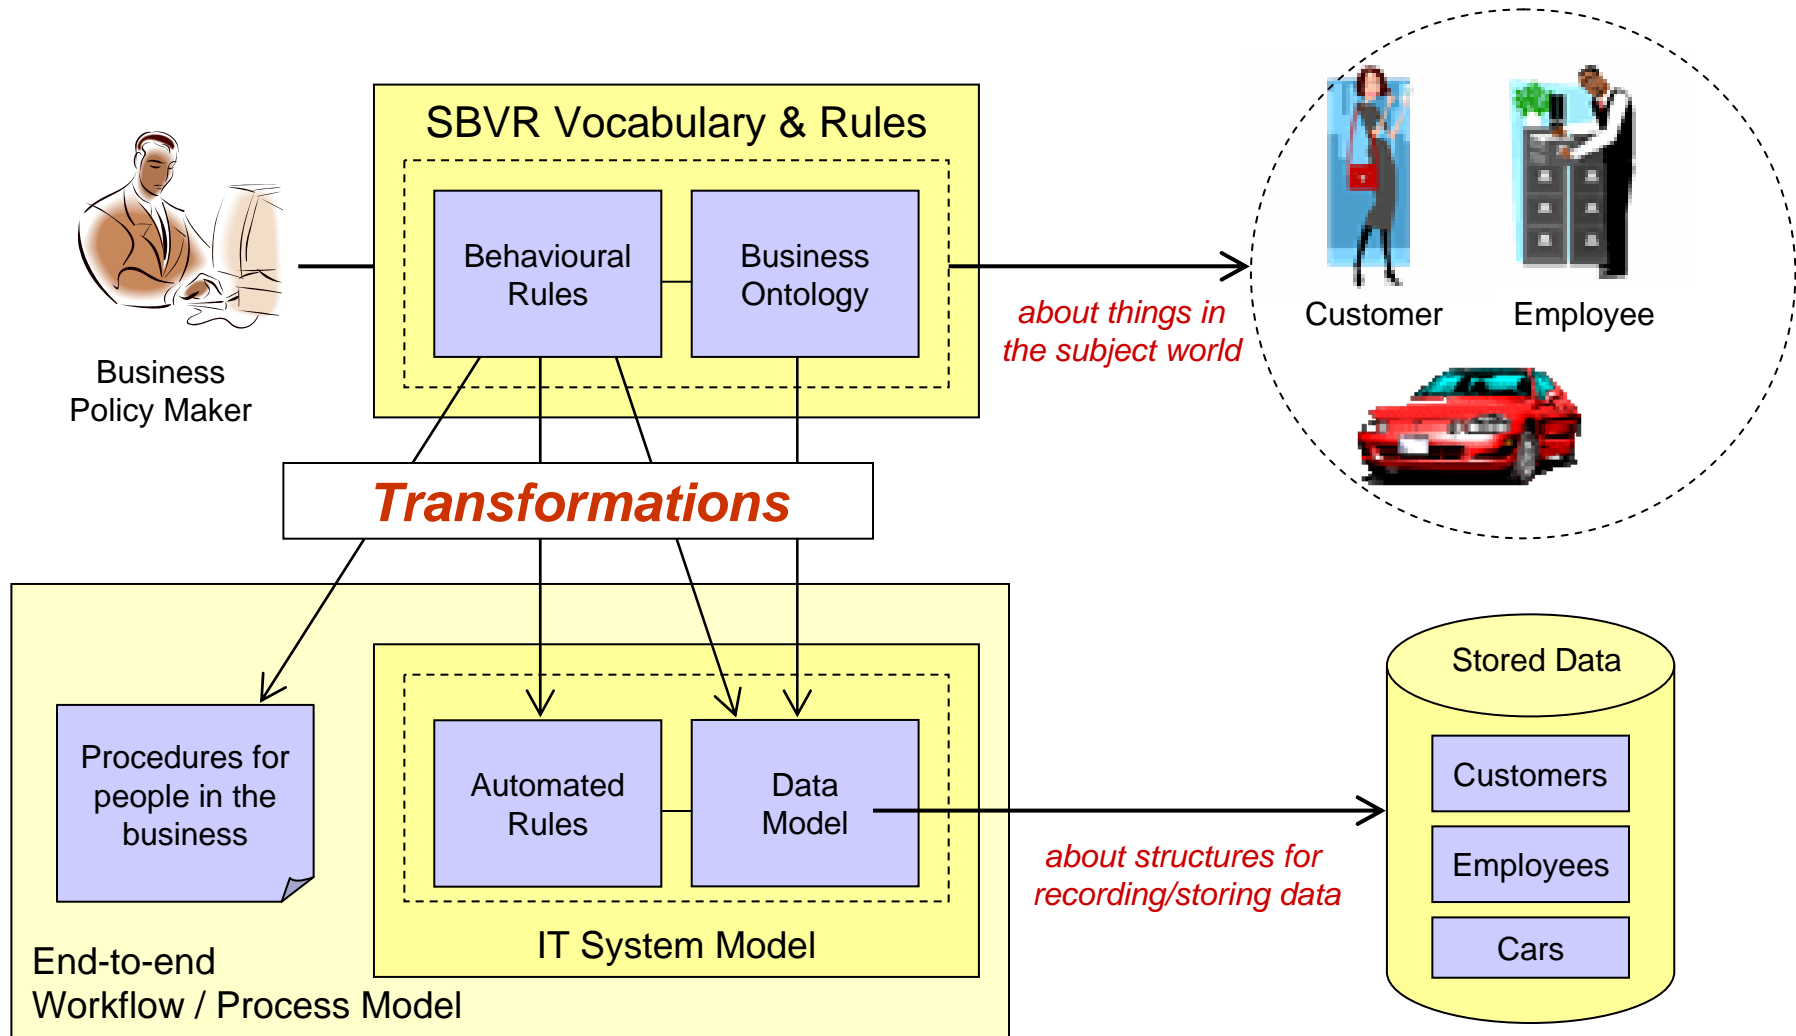 SBVR Vocabulary & Rules
Behavioural
Rules
Business
Ontology
Business
Policy Maker
about things in
the subject world
Customer
Employee
Transformations
Procedures for
people in the
business
Automated
Rules
Data
Model
IT System Model
End-to-end
Workflow / Process Model
about structures for
recording/storing data
Stored Data
Customers
Employees
Cars